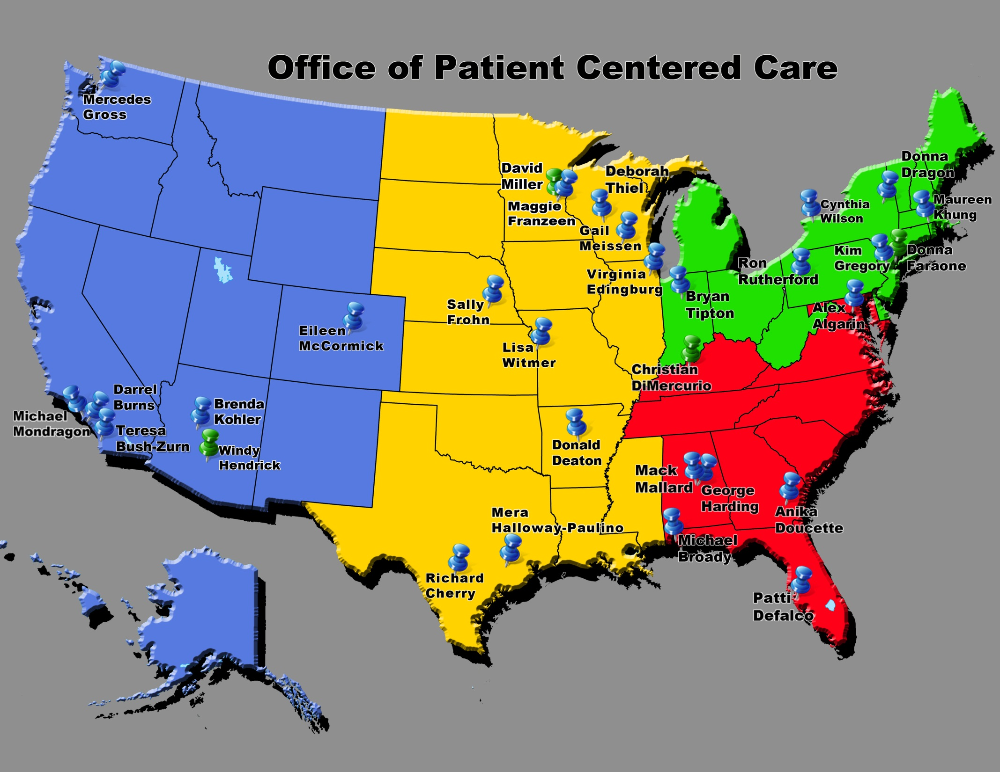 Office of Patient Centered Care
Mercedes
Gross
Donna
Dragon
David
Miller
Deborah
Thiel
Maggie
Franzeen
Cynthia
Wilson
Maureen
Khung
Gail
Meissen
Kim
Gregory
Donna
Faraone
Ron
Rutherford
Virginia
Edingburg
Bryan
Tipton
Sally
Frohn
Alex
Algarin
Eileen
McCormick
Lisa
Witmer
Christian
DiMercurio
Darrel
Burns
Brenda
Kohler
Michael
Mondragon
Teresa
Bush-Zurn
Windy
Hendrick
Donald
Deaton
Mack
Mallard
George
Harding
Anika
Doucette
Mera
Halloway-Paulino
Michael
Broady
Richard
Cherry
Patti
Defalco